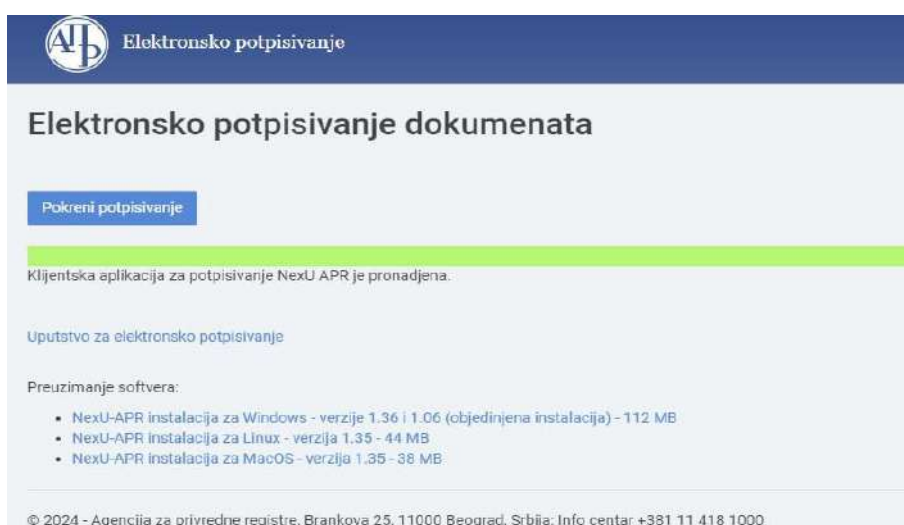 АПР
Elektronsko potpisivanje
Elektronsko potpisivanje dokumenata
Pokreni potpisivanje
Klijentska aplikacija za potpisivanje NexU APR je pronadjena.
Uputstvo za elektronsko potpisivanje
Preuzimanje softvera:
• NexU-APR instalacija za Windows - verzije 1.36 i 1.06 (objedinjena instalacija) - 112 MB
• NexU-APR instalacija za Linux - verzija 1.35 - 44 MB
• NexU-APR instalacija za MacOS - verzija 1.35 - 38 MB
© 2024 - Agencija za privredne registre, Brankova 25, 11000 Beograd, Srbija; Info centar +381 11 418 1000